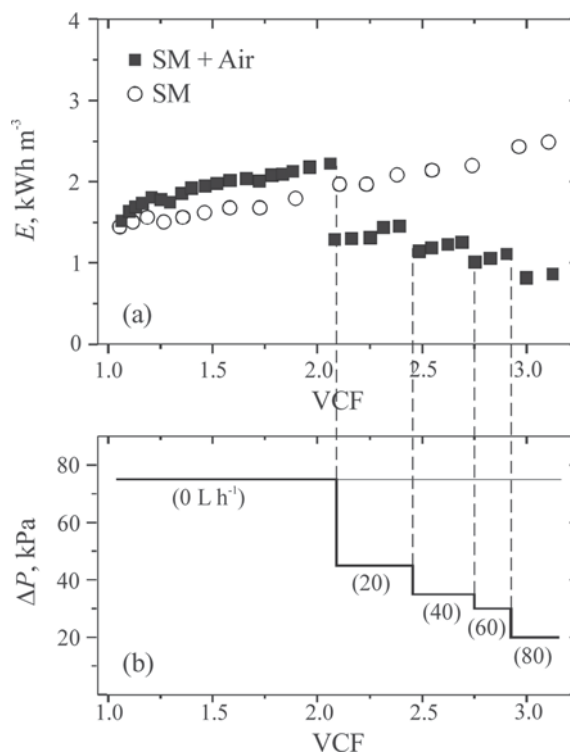 (a)
SM + Air
SM
E, kWh m⁻³
4
3
2
1
0
1.0 1.5 2.0 2.5 3.0
VCF
(b)
ΔP, kPa
80
60
40
20
(0 L h⁻¹)
(20)
(40)
(60)
(80)
1.0 1.5 2.0 2.5 3.0
VCF